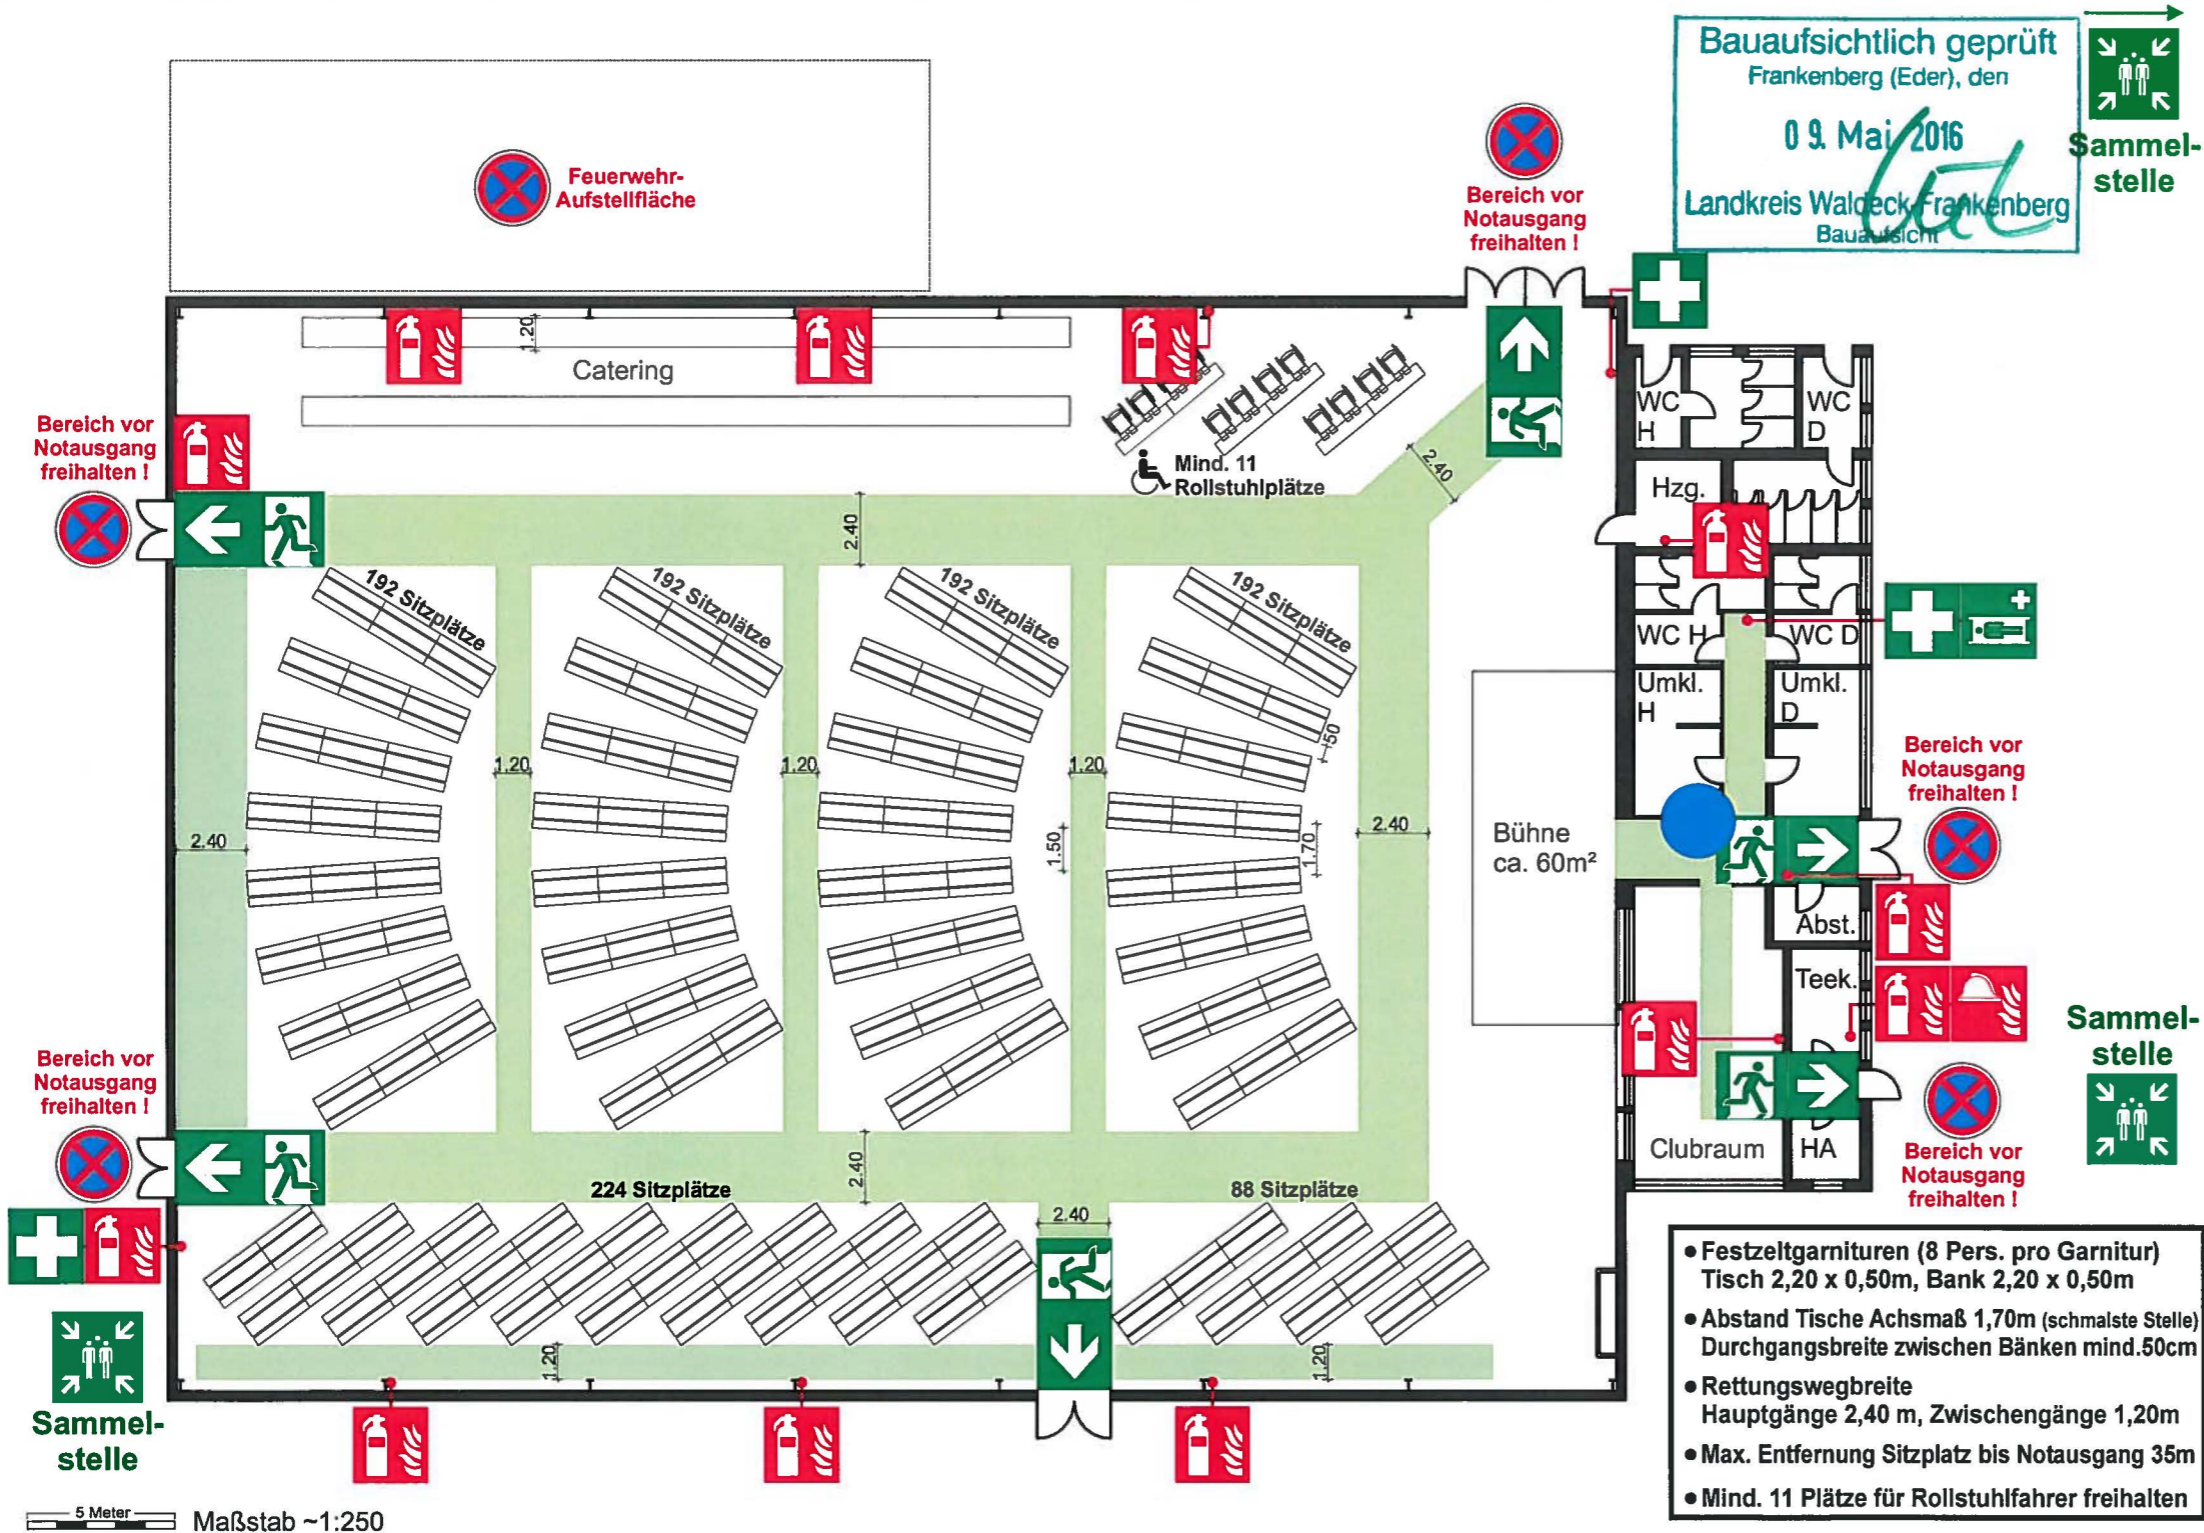 Bauaufsichtlich geprüft
Frankenberg (Eder), den
09. Mai 2016
Landkreis Waldeck-Frankenberg
Bauaufsicht
Sammel-
stelle
Feuerwehr-
Aufstellfläche
Bereich vor
Notausgang
freihalten !
1.20
Catering
Bereich vor
Notausgang
freihalten !
Mind. 11
Rollstuhlplätze
2.40
2.40
WC
H
WC
D
Hzg.
192 Sitzplätze
192 Sitzplätze
192 Sitzplätze
192 Sitzplätze
WC H
WC D
Umkl.
H
Umkl.
D
50
1.20
1.20
1.20
2.40
1.50
1.70
2.40
Bühne
ca. 60m²
Bereich vor
Notausgang
freihalten !
Abst.
Teek.
Sammel-
stelle
Bereich vor
Notausgang
freihalten !
Clubraum
HA
Bereich vor
Notausgang
freihalten !
2.40
224 Sitzplätze
88 Sitzplätze
2.40
1.20
1.20
Sammel-
stelle
• Festzeltgarnituren (8 Pers. pro Garnitur)
Tisch 2,20 x 0,50m, Bank 2,20 x 0,50m
• Abstand Tische Achsmaß 1,70m (schmalste Stelle)
Durchgangsbreite zwischen Bänken mind.50cm
• Rettungswegbreite
Hauptgänge 2,40 m, Zwischengänge 1,20m
• Max. Entfernung Sitzplatz bis Notausgang 35m
• Mind. 11 Plätze für Rollstuhlfahrer freihalten
5 Meter
Maßstab ~1:250